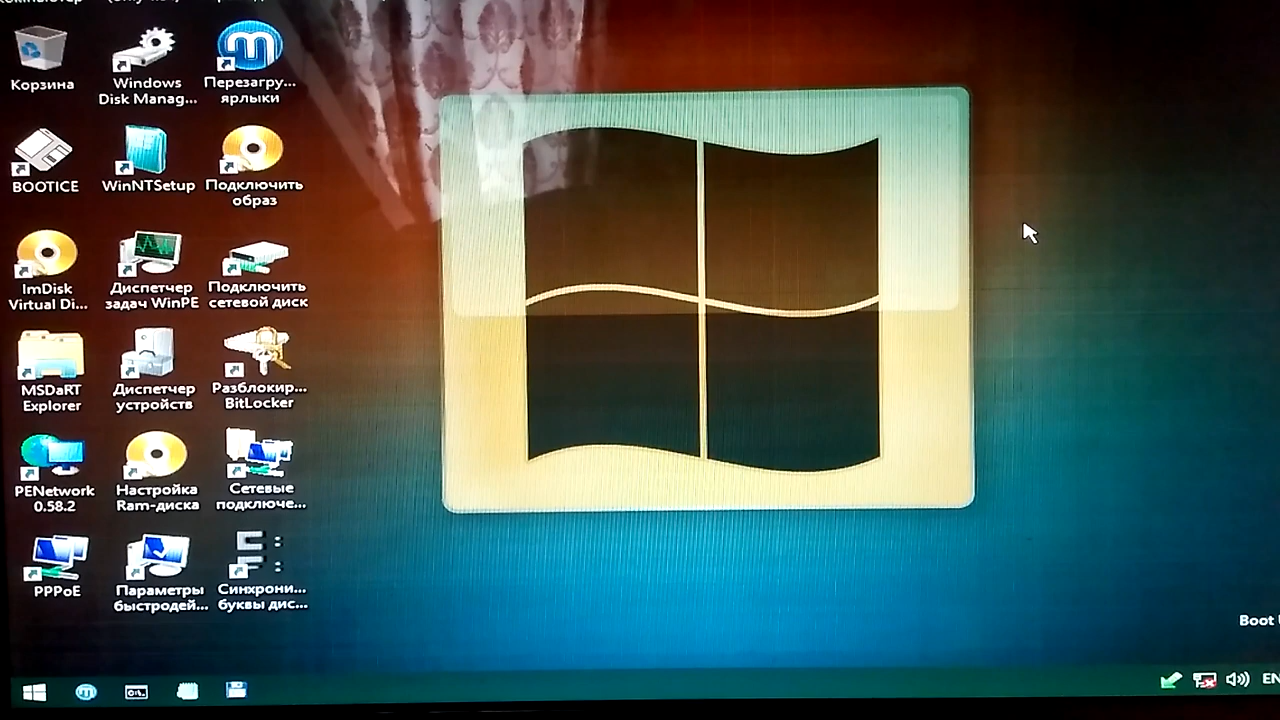 Корзина
Windows
Disk Manag...
Перезагру...
ярлыки
BOOTICE
WinNTSetup
Подключить
образ
ImDisk
Virtual Di...
Диспетчер
задач WinPE
Подключить
сетевой диск
MSDaRT
Explorer
Диспетчер
устройств
Разблокир...
BitLocker
PENetwork
0.58.2
Настройка
Ram-диска
Сетевые
подключе...
PPPoE
Параметры
быстродей...
Синхрони...
буквы дис...
Boot
EN